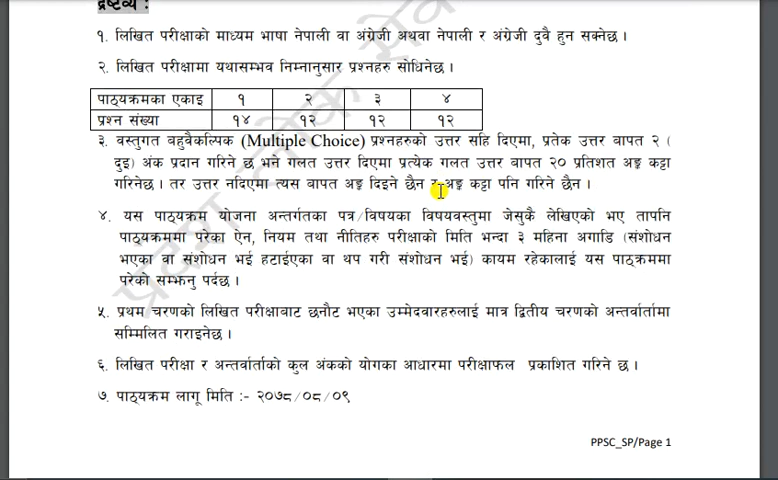 द्रष्टव्य :
१. लिखित परीक्षाको माध्यम भाषा नेपाली वा अंग्रेजी अथवा नेपाली र अंग्रेजी दुवै हुन सक्नेछ ।
२. लिखित परीक्षामा यथासम्भव निम्नानुसार प्रश्नहरु सोधिनेछ ।
पाठ्यक्रमका एकाइ १ २ ३ ४
प्रश्न संख्या १४ १२ १२ १२
३. वस्तुगत बहुवैकल्पिक (Multiple Choice) प्रश्नहरुको उत्तर सहि दिएमा, प्रतेक उत्तर बापत २ (
दुइ) अंक प्रदान गरिने छ भने गलत उत्तर दिएमा प्रत्येक गलत उत्तर बापत २० प्रतिशत अङ्क कट्टा
गरिनेछ । तर उत्तर नदिएमा त्यस बापत अङ्क दिइने छैन र अङ्क कट्टा पनि गरिने छैन ।
४. यस पाठ्यक्रम योजना अन्तर्गतका पत्र/विषयका विषयवस्तुमा जेसुकै लेखिएको भए तापनि
पाठ्यक्रममा परेका ऐन, नियम तथा नीतिहरु परीक्षाको मिति भन्दा ३ महिना अगाडि (संशोधन
भएका वा संशोधन भई हटाईएका वा थप गरी संशोधन भई) कायम रहेकालाई यस पाठ्क्रममा
परेको सम्झनु पर्दछ ।
५. प्रथम चरणको लिखित परीक्षाबाट छनौट भएका उम्मेदवारहरुलाई मात्र द्वितीय चरणको अन्तर्वार्तामा
सम्मिलित गराइनेछ ।
६. लिखित परीक्षा र अन्तर्वार्ताको कुल अंकको योगका आधारमा परीक्षाफल प्रकाशित गरिने छ ।
७. पाठ्यक्रम लागू मिति :- २०७८/०८/०९
PPSC_SP/Page 1